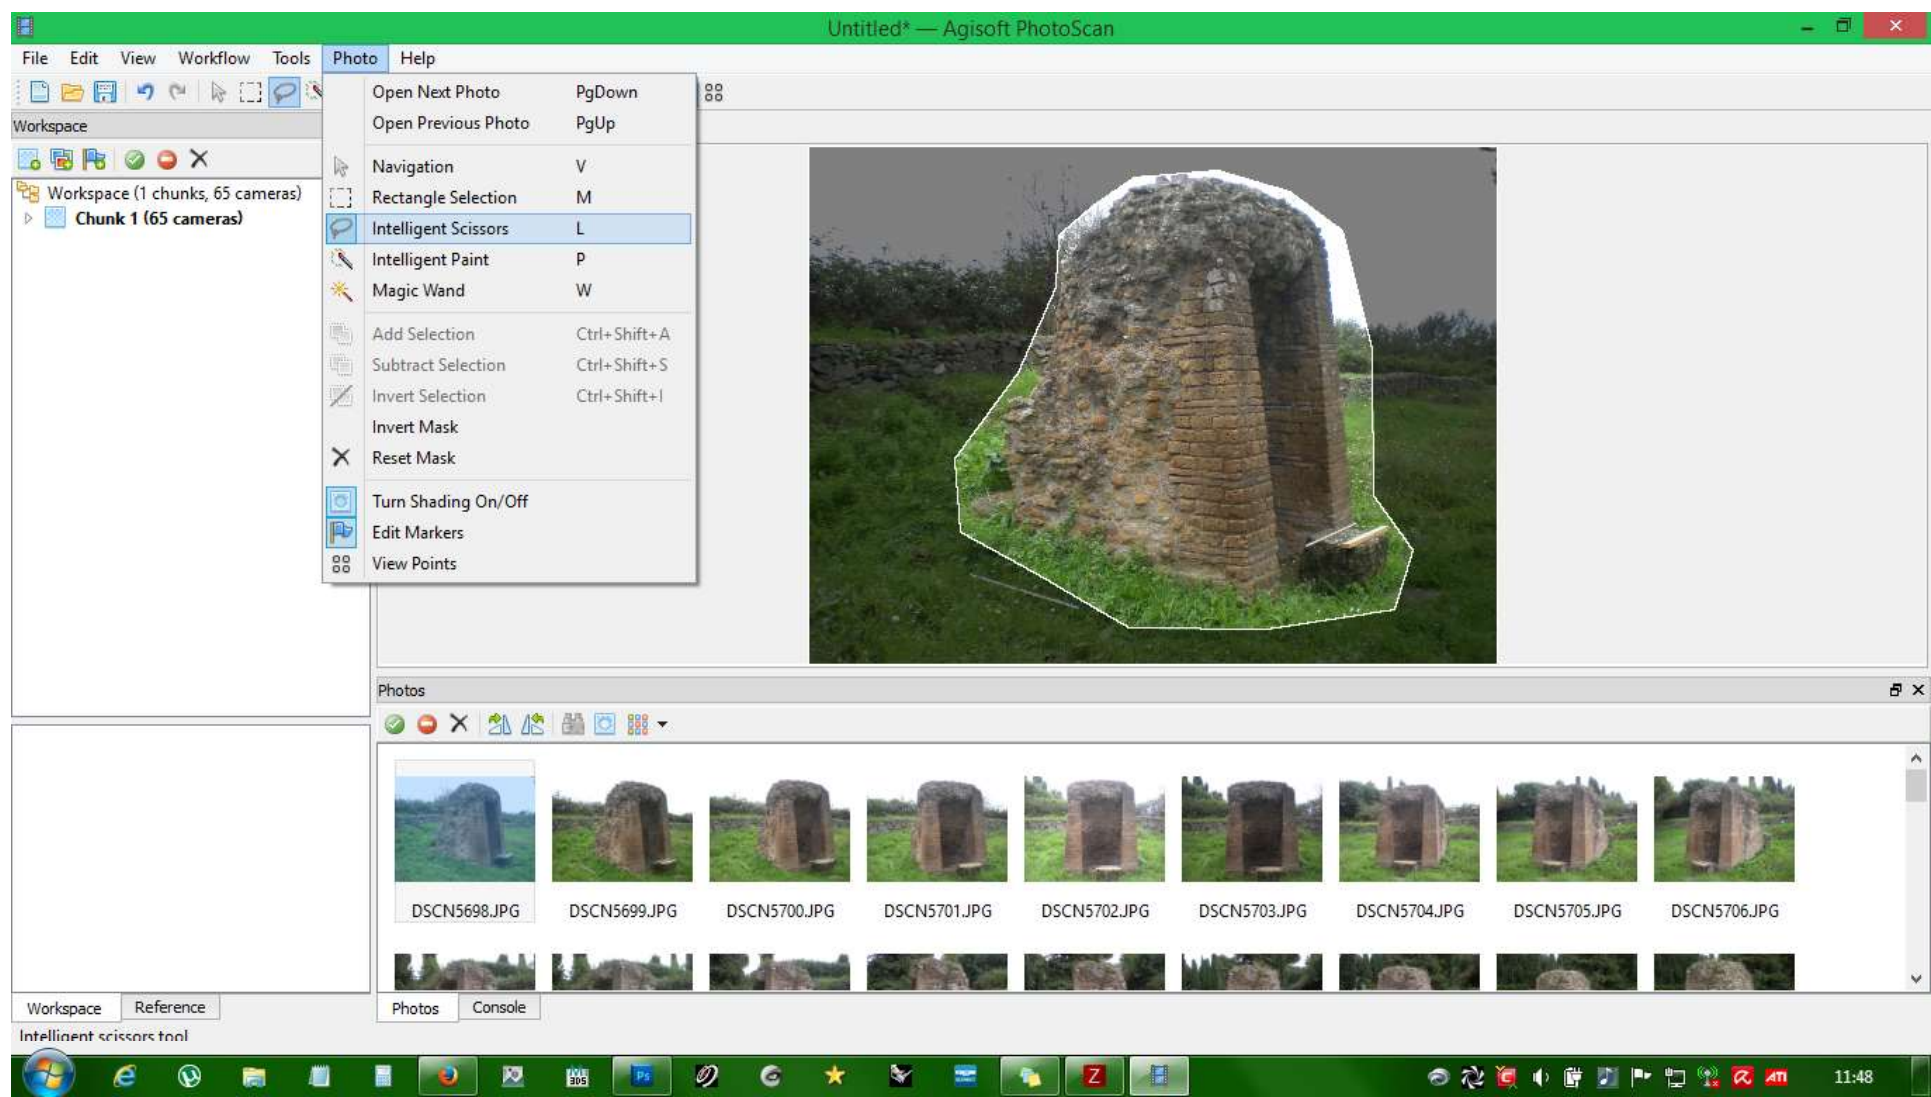 Untitled* — Agisoft PhotoScan
File Edit View Workflow Tools Photo Help
Workspace
Workspace (1 chunks, 65 cameras)
Chunk 1 (65 cameras)
Open Next Photo PgDown
Open Previous Photo PgUp
Navigation V
Rectangle Selection M
Intelligent Scissors L
Intelligent Paint P
Magic Wand W
Add Selection Ctrl+Shift+A
Subtract Selection Ctrl+Shift+S
Invert Selection Ctrl+Shift+I
Invert Mask
Reset Mask
Turn Shading On/Off
Edit Markers
View Points
Photos
DSCN5698.JPG DSCN5699.JPG DSCN5700.JPG DSCN5701.JPG DSCN5702.JPG DSCN5703.JPG DSCN5704.JPG DSCN5705.JPG DSCN5706.JPG
Workspace Reference Photos Console
Intelligent scissors tool
3DS Ps Z ATI 11:48